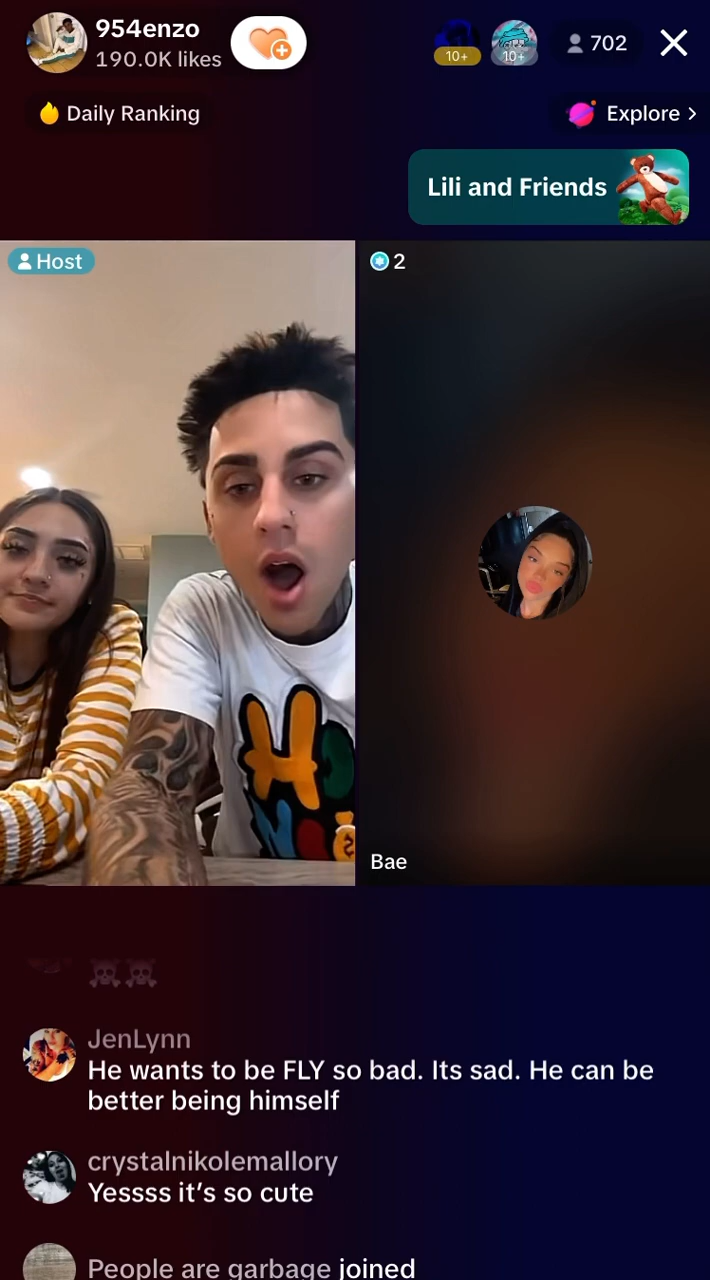 954enzo
190.0K likes
10+
10+
702
Daily Ranking
Explore >
Lili and Friends
Host
2
Bae
JenLynn
He wants to be FLY so bad. Its sad. He can be
better being himself
crystalnikolemallory
Yessss it’s so cute
People are garbage joined